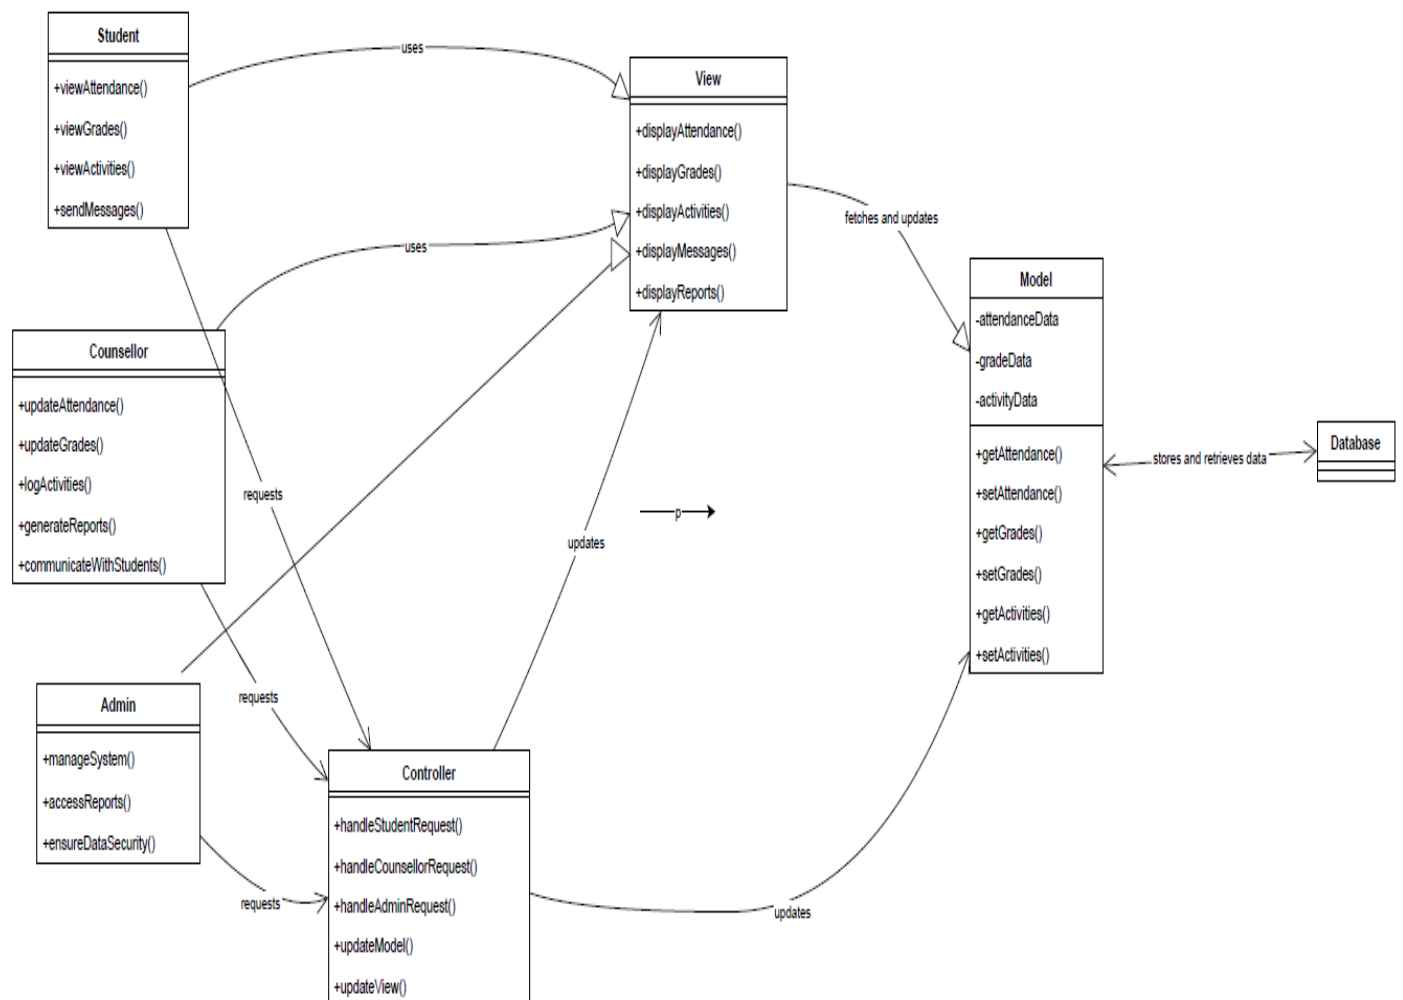 Student
+viewAttendance()
+viewGrades()
+viewActivities()
+sendMessages()
uses
View
+displayAttendance()
+displayGrades()
+displayActivities()
+displayMessages()
+displayReports()
uses
fetches and updates
Model
-attendanceData
-gradeData
-activityData
+getAttendance()
+setAttendance()
+getGrades()
+setGrades()
+getActivities()
+setActivities()
stores and retrieves data
Database
Counsellor
+updateAttendance()
+updateGrades()
+logActivities()
+generateReports()
+communicateWithStudents()
requests
p
updates
requests
Admin
+manageSystem()
+accessReports()
+ensureDataSecurity()
requests
Controller
+handleStudentRequest()
+handleCounsellorRequest()
+handleAdminRequest()
+updateModel()
+updateView()
updates